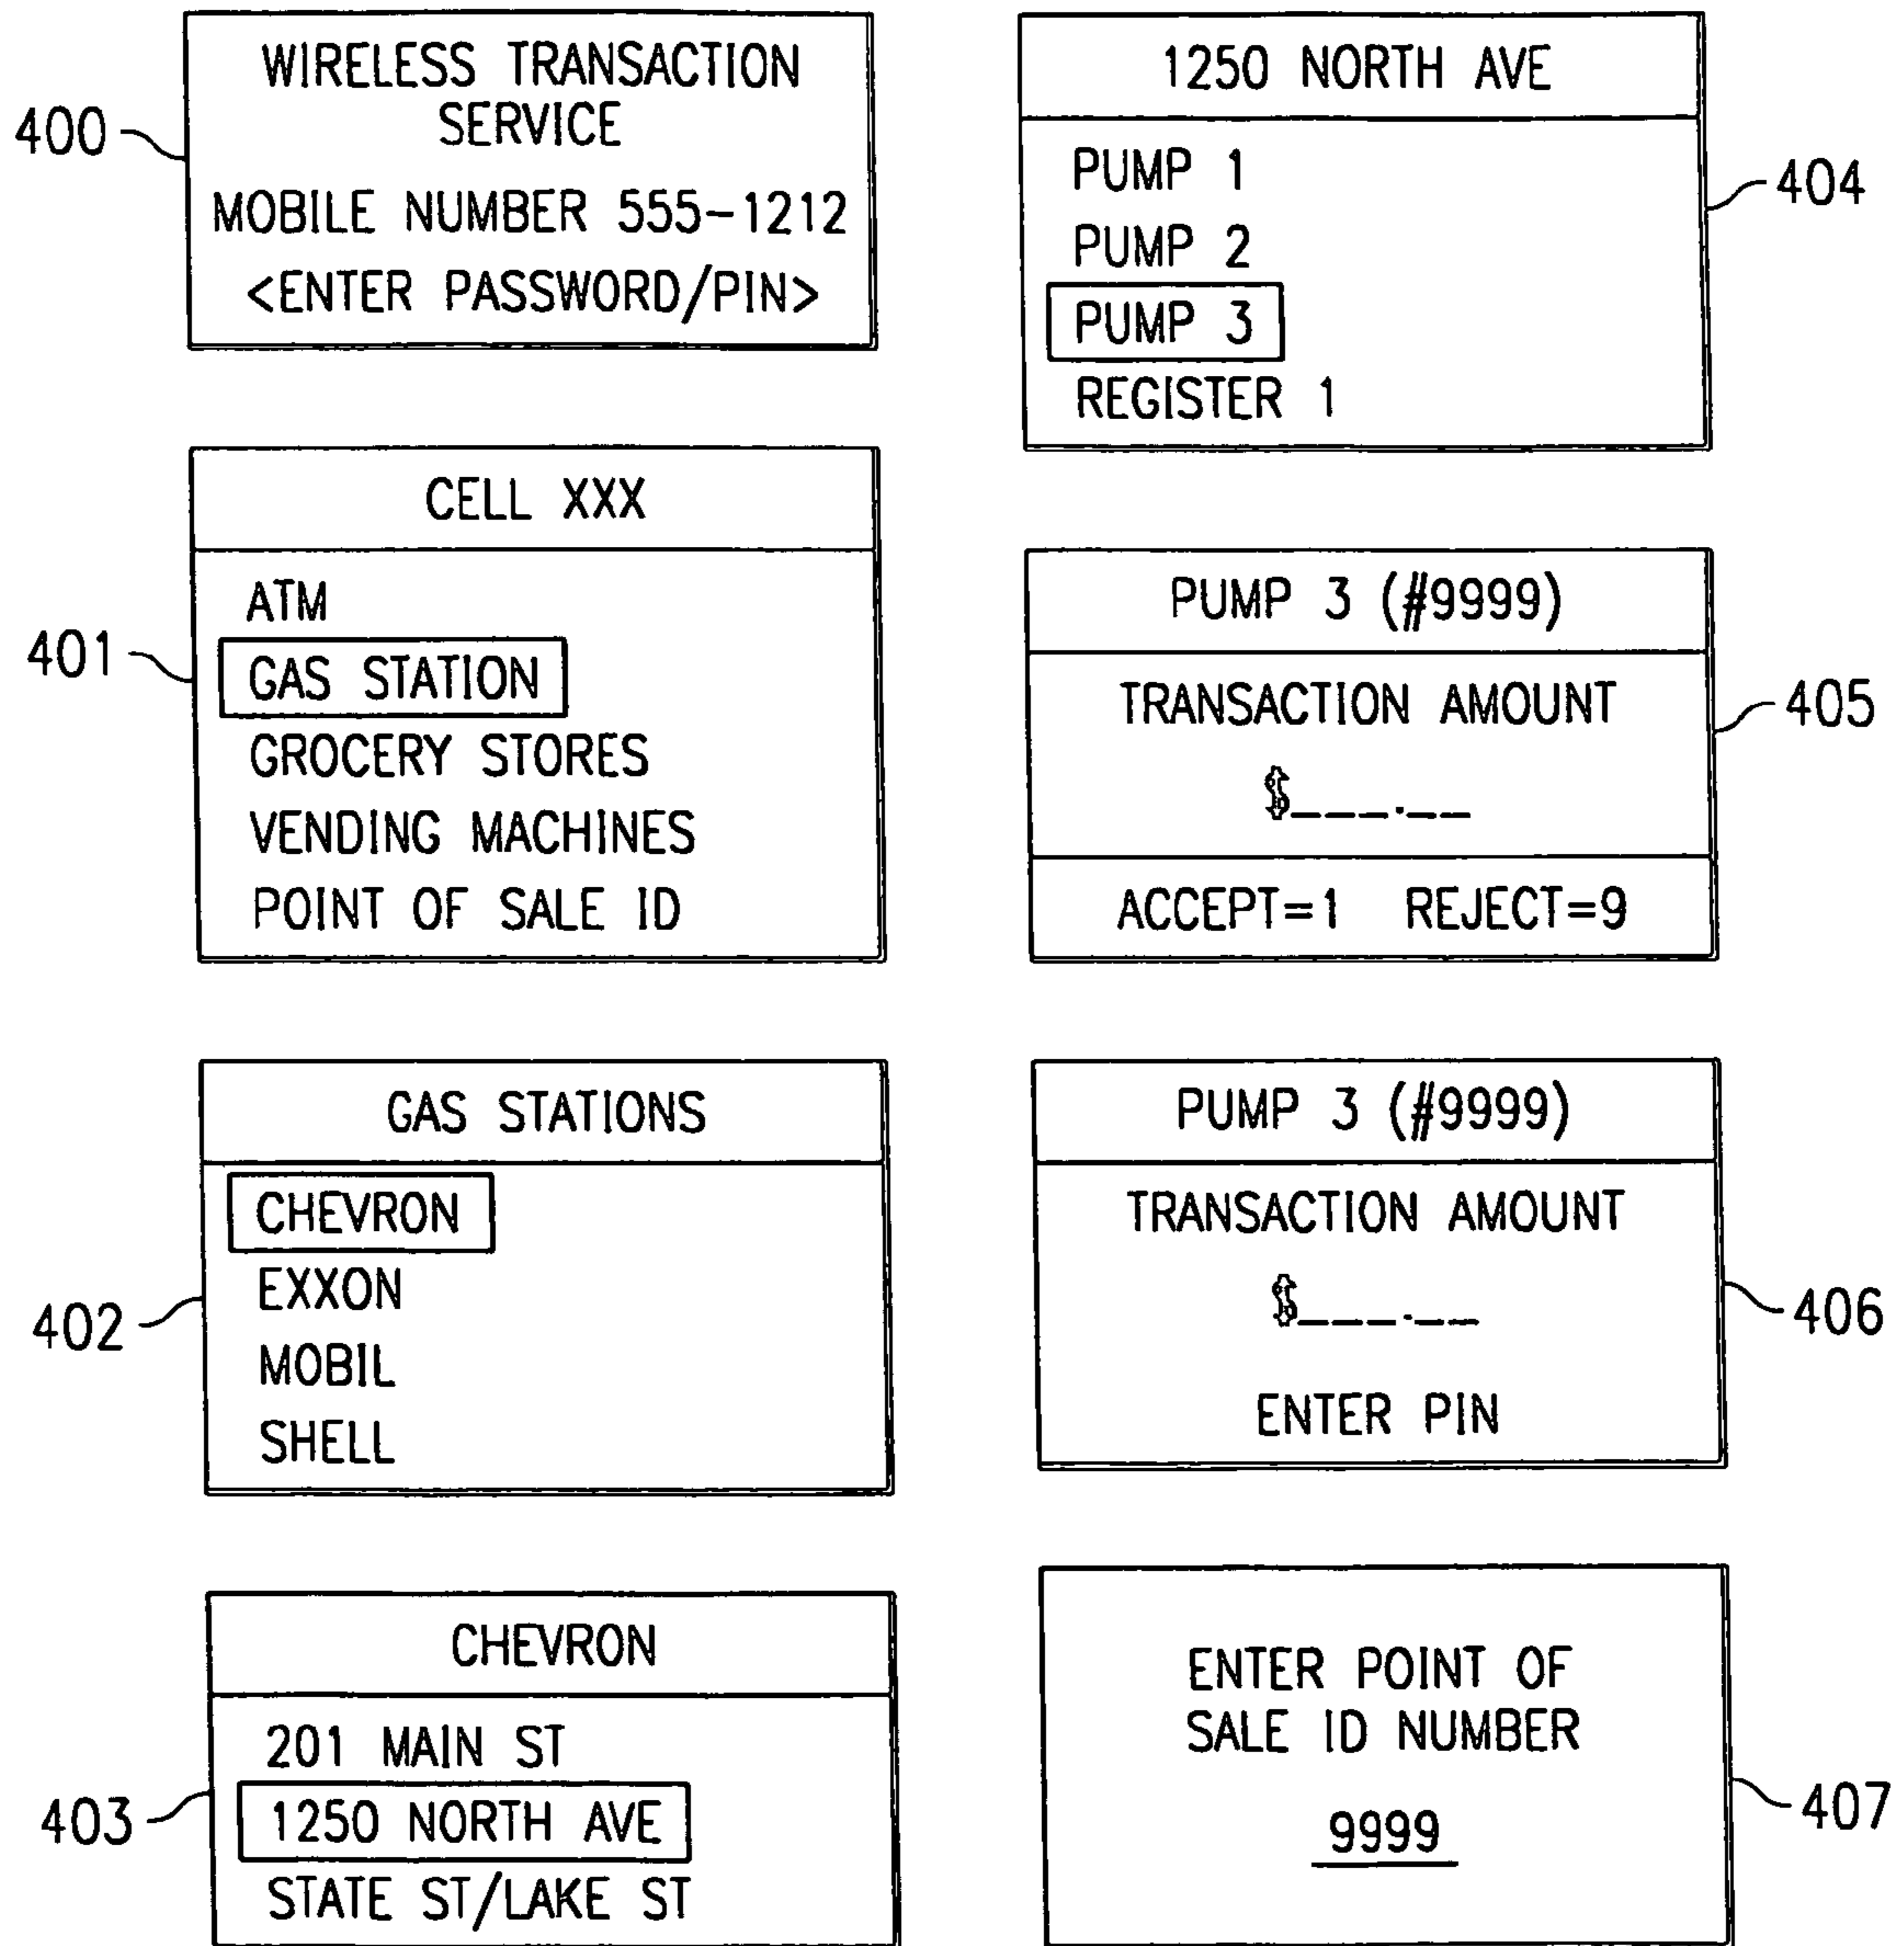 400
WIRELESS TRANSACTION
SERVICE
MOBILE NUMBER 555-1212
<ENTER PASSWORD/PIN>
401
CELL XXX
ATM
GAS STATION
GROCERY STORES
VENDING MACHINES
POINT OF SALE ID
402
GAS STATIONS
CHEVRON
EXXON
MOBIL
SHELL
403
CHEVRON
201 MAIN ST
1250 NORTH AVE
STATE ST/LAKE ST
404
1250 NORTH AVE
PUMP 1
PUMP 2
PUMP 3
REGISTER 1
405
PUMP 3 (#9999)
TRANSACTION AMOUNT
$___.__
ACCEPT=1 REJECT=9
406
PUMP 3 (#9999)
TRANSACTION AMOUNT
$___.__
ENTER PIN
407
ENTER POINT OF
SALE ID NUMBER
9999